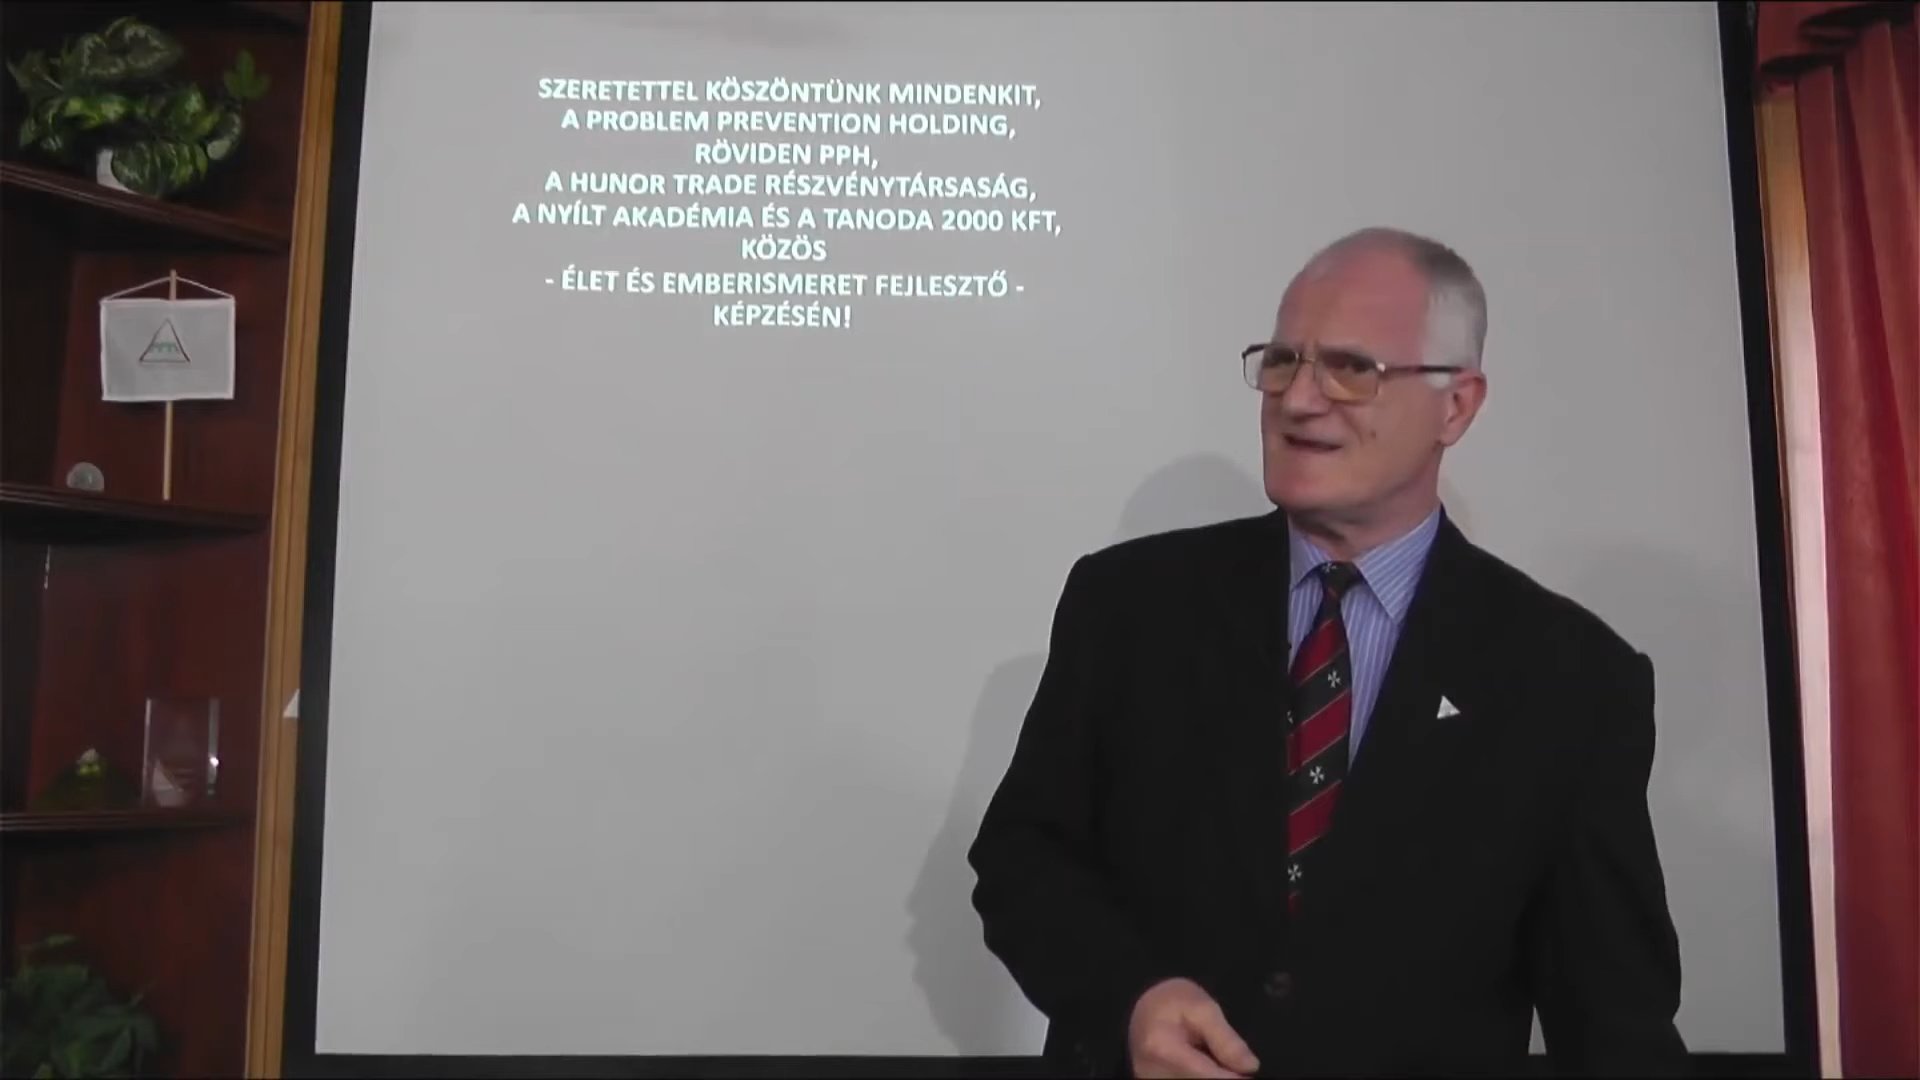 SZERETETTEL KÖSZÖNTÜNK MINDENKIT,
A PROBLEM PREVENTION HOLDING,
RÖVIDEN PPH,
A HUNOR TRADE RÉSZVÉNYTÁRSASÁG,
A NYÍLT AKADÉMIA ÉS A TANODA 2000 KFT,
KÖZÖS
- ÉLET ÉS EMBERISMERET FEJLESZTŐ -
KÉPZÉSÉN!